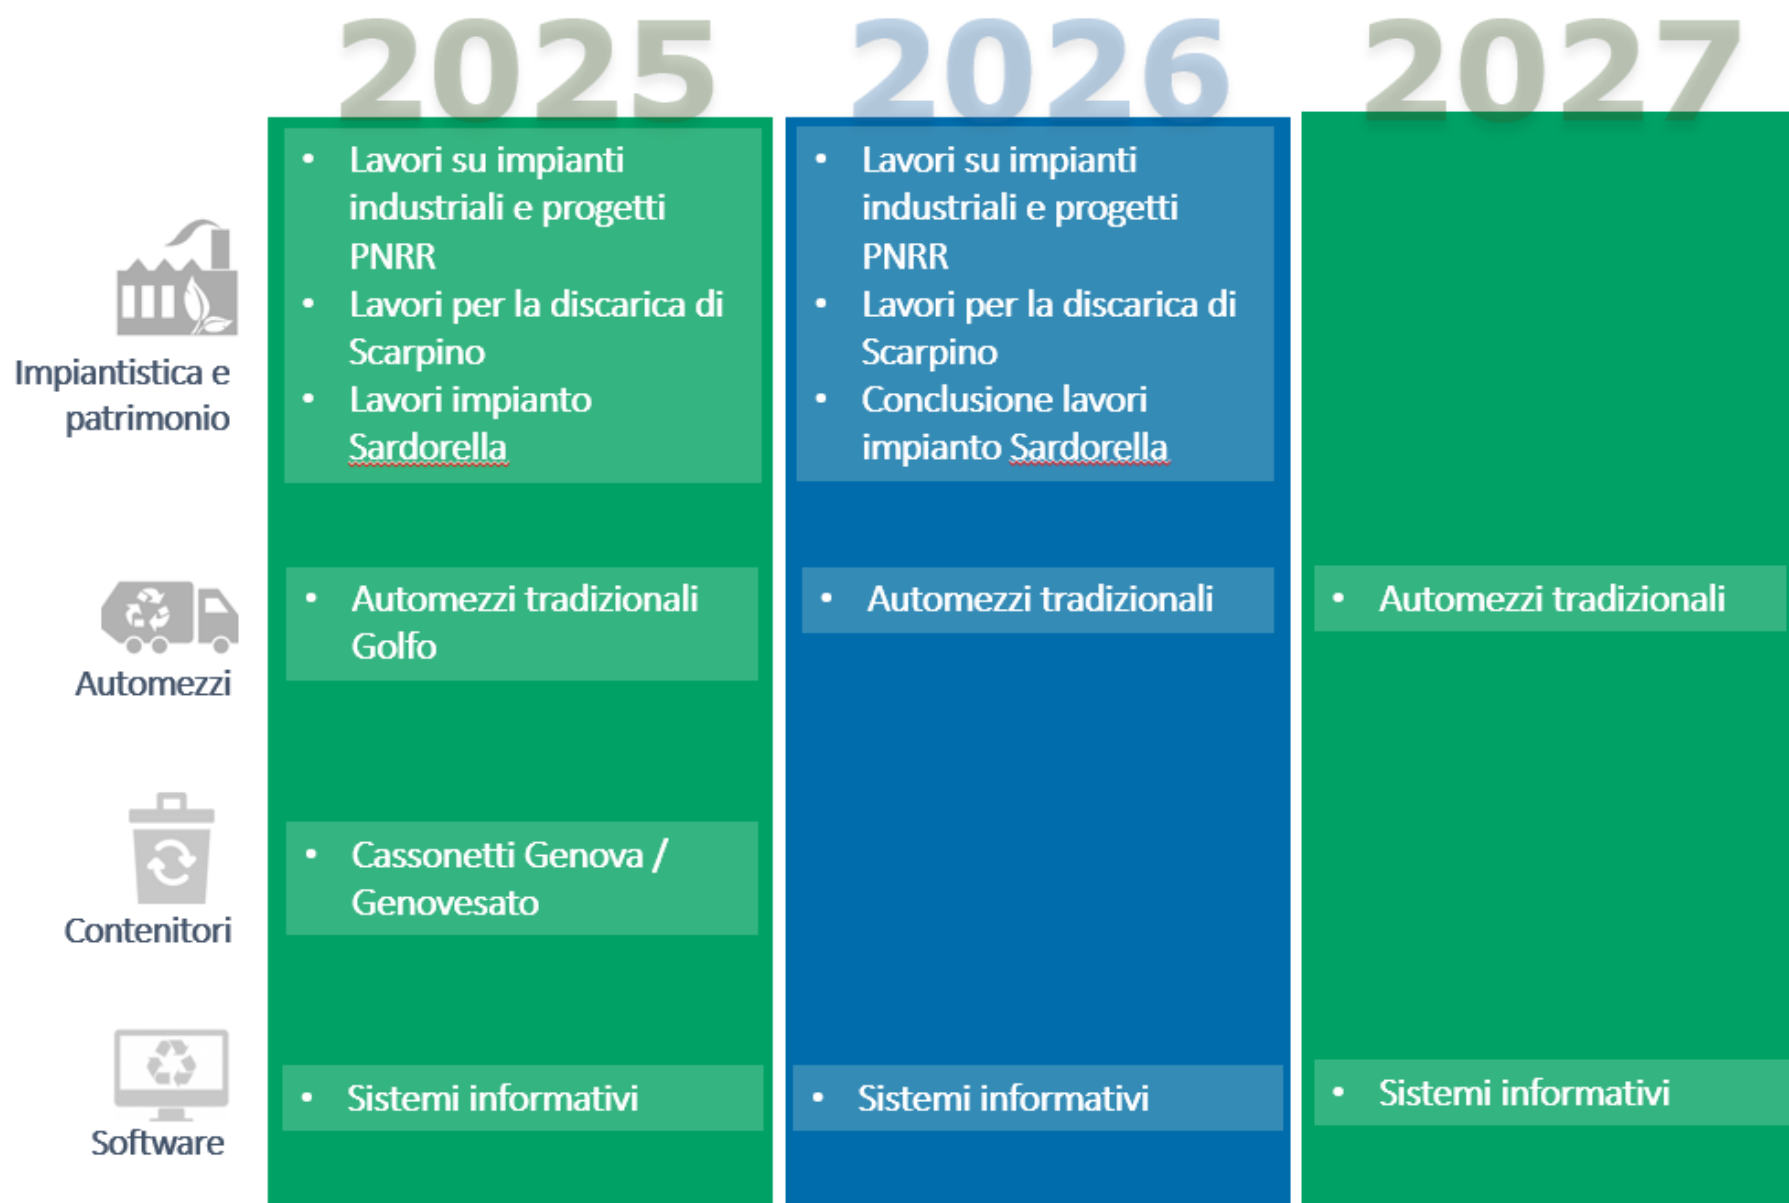 2025
2026
2027
Impiantistica e
patrimonio
• Lavori su impianti
industriali e progetti
PNRR
• Lavori per la discarica di
Scarpino
• Lavori impianto
Sardorella
• Lavori su impianti
industriali e progetti
PNRR
• Lavori per la discarica di
Scarpino
• Conclusione lavori
impianto Sardorella
Automezzi
• Automezzi tradizionali
Golfo
• Automezzi tradizionali
• Automezzi tradizionali
Contenitori
• Cassonetti Genova /
Genovesato
Software
• Sistemi informativi
• Sistemi informativi
• Sistemi informativi